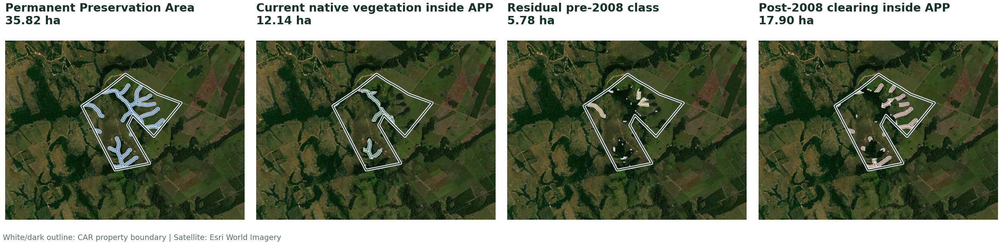 Permanent Preservation Area
35.82 ha
Current native vegetation inside APP
12.14 ha
Residual pre-2008 class
5.78 ha
Post-2008 clearing inside APP
17.90 ha
White/dark outline: CAR property boundary | Satellite: Esri World Imagery